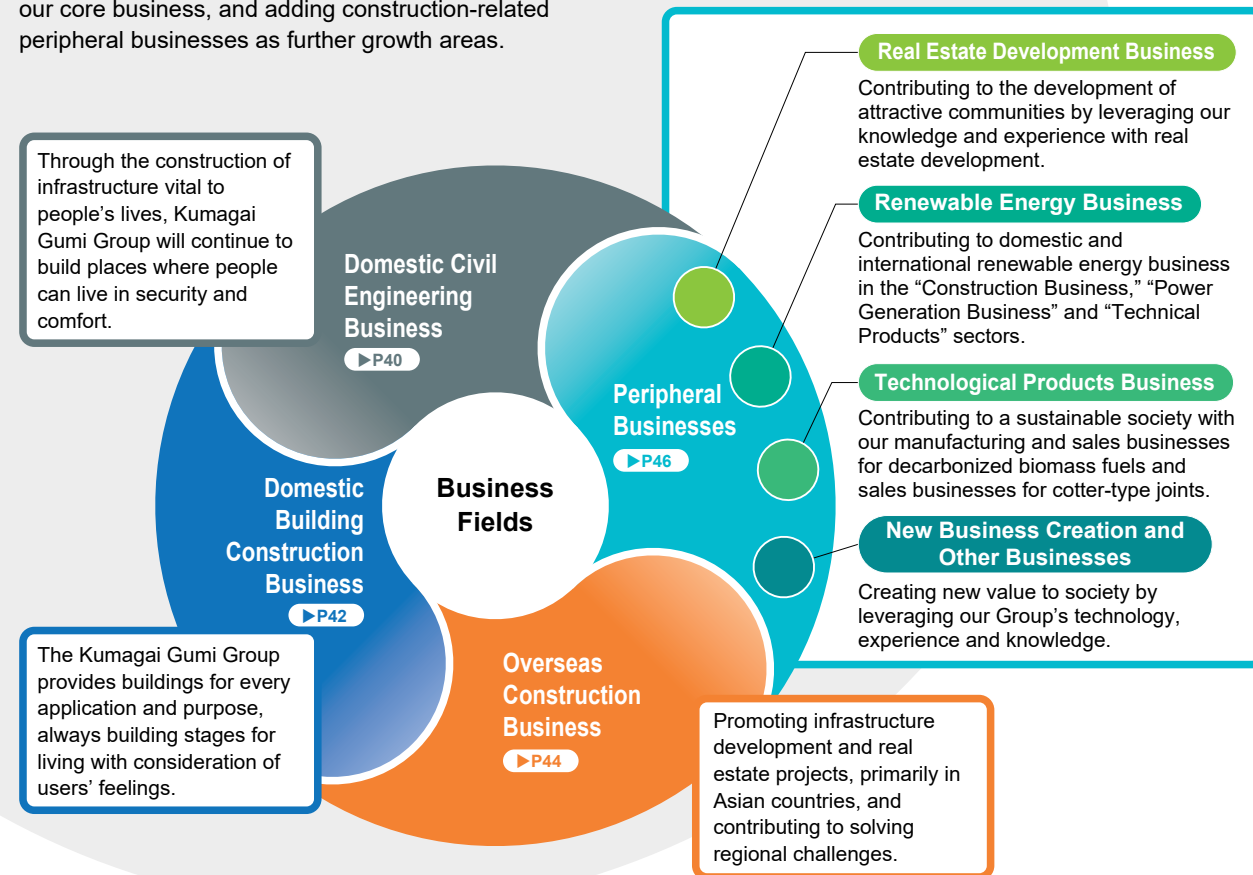 our core business, and adding construction-related
peripheral businesses as further growth areas.
Through the construction of
infrastructure vital to
people’s lives, Kumagai
Gumi Group will continue to
build places where people
can live in security and
comfort.
Domestic Civil
Engineering
Business
▶P40
Peripheral
Businesses
▶P46
Business
Fields
Domestic
Building
Construction
Business
▶P42
The Kumagai Gumi Group
provides buildings for every
application and purpose,
always building stages for
living with consideration of
users’ feelings.
Overseas
Construction
Business
▶P44
Promoting infrastructure
development and real
estate projects, primarily in
Asian countries, and
contributing to solving
regional challenges.
Real Estate Development Business
Contributing to the development of
attractive communities by leveraging our
knowledge and experience with real
estate development.
Renewable Energy Business
Contributing to domestic and
international renewable energy business
in the “Construction Business,” “Power
Generation Business” and “Technical
Products” sectors.
Technological Products Business
Contributing to a sustainable society with
our manufacturing and sales businesses
for decarbonized biomass fuels and
sales businesses for cotter-type joints.
New Business Creation and
Other Businesses
Creating new value to society by
leveraging our Group’s technology,
experience and knowledge.